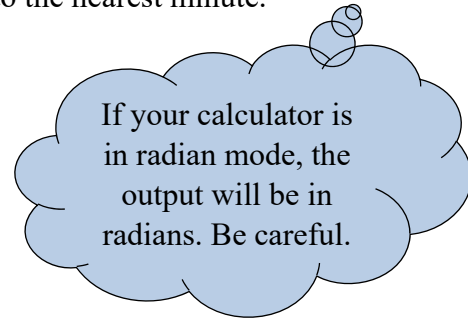 to the nearest minute.
If your calculator is
in radian mode, the
output will be in
radians. Be careful.